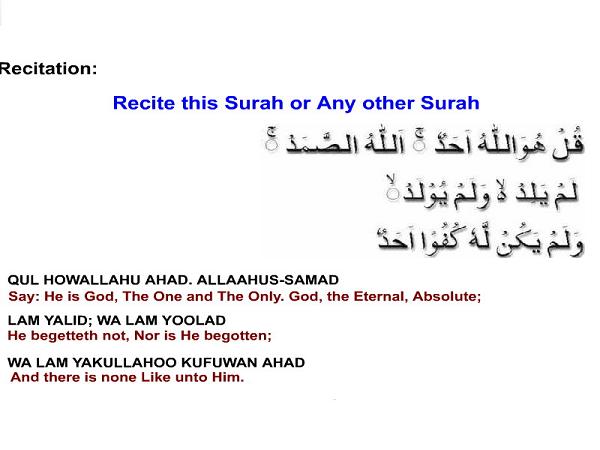 Recitation:
Recite this Surah or Any other Surah
قُلْ هُوَاللّٰهُ اَحَدٌ ۚ اَللّٰهُ الصَّمَدُ ۚ
لَمْ يَلِدْ ۙ وَلَمْ يُوْلَدْ ۙ
وَلَمْ يَكُنْ لَّهٗ كُفُوًا اَحَدٌ
QUL HOWALLAHU AHAD. ALLAAHUS-SAMAD
Say: He is God, The One and The Only. God, the Eternal, Absolute;
LAM YALID; WA LAM YOOLAD
He begetteth not, Nor is He begotten;
WA LAM YAKULLAHOO KUFUWAN AHAD
And there is none Like unto Him.